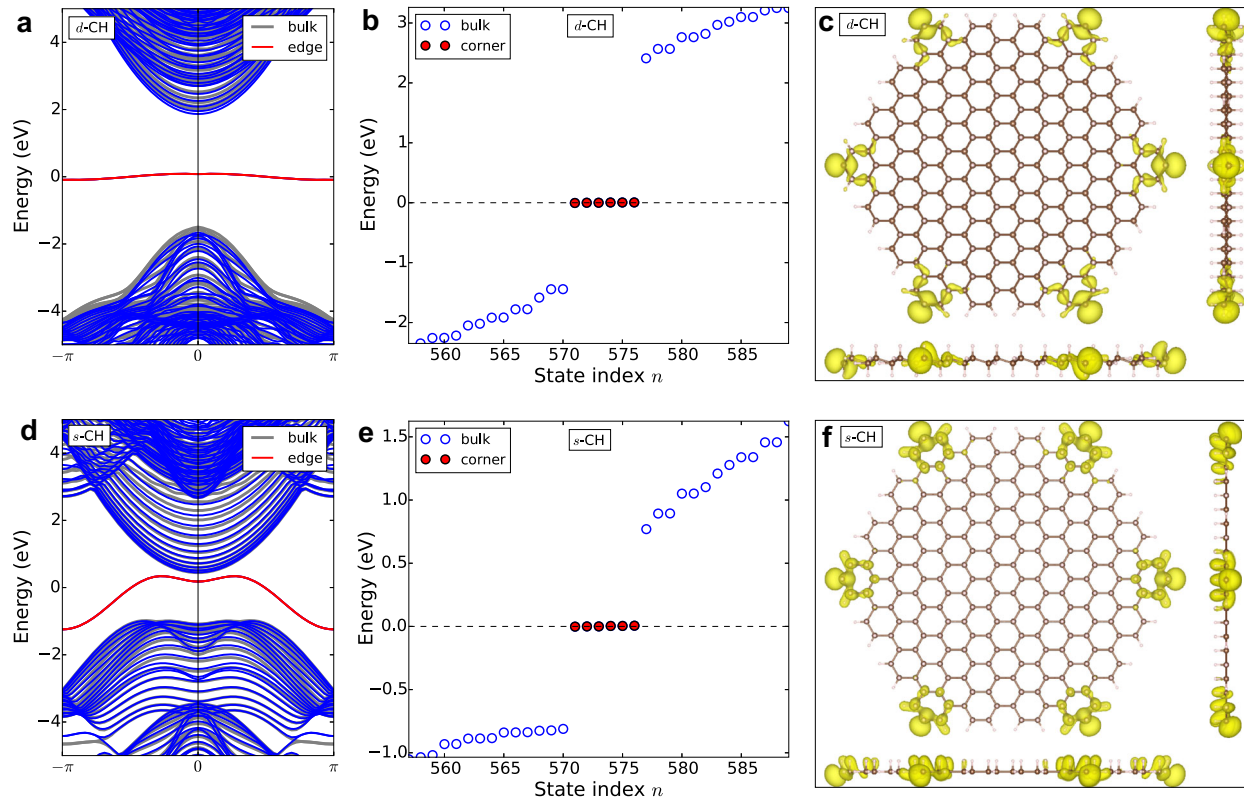 a
d-CH
bulk
edge
Energy (eV)
4
2
0
−2
−4
−π
0
π
b
bulk
corner
d-CH
Energy (eV)
3
2
1
0
−1
−2
560 565 570 575 580 585
State index n
c
d-CH
d
s-CH
bulk
edge
Energy (eV)
4
2
0
−2
−4
−π
0
π
e
bulk
corner
s-CH
Energy (eV)
1.5
1.0
0.5
0.0
−0.5
−1.0
560 565 570 575 580 585
State index n
f
s-CH